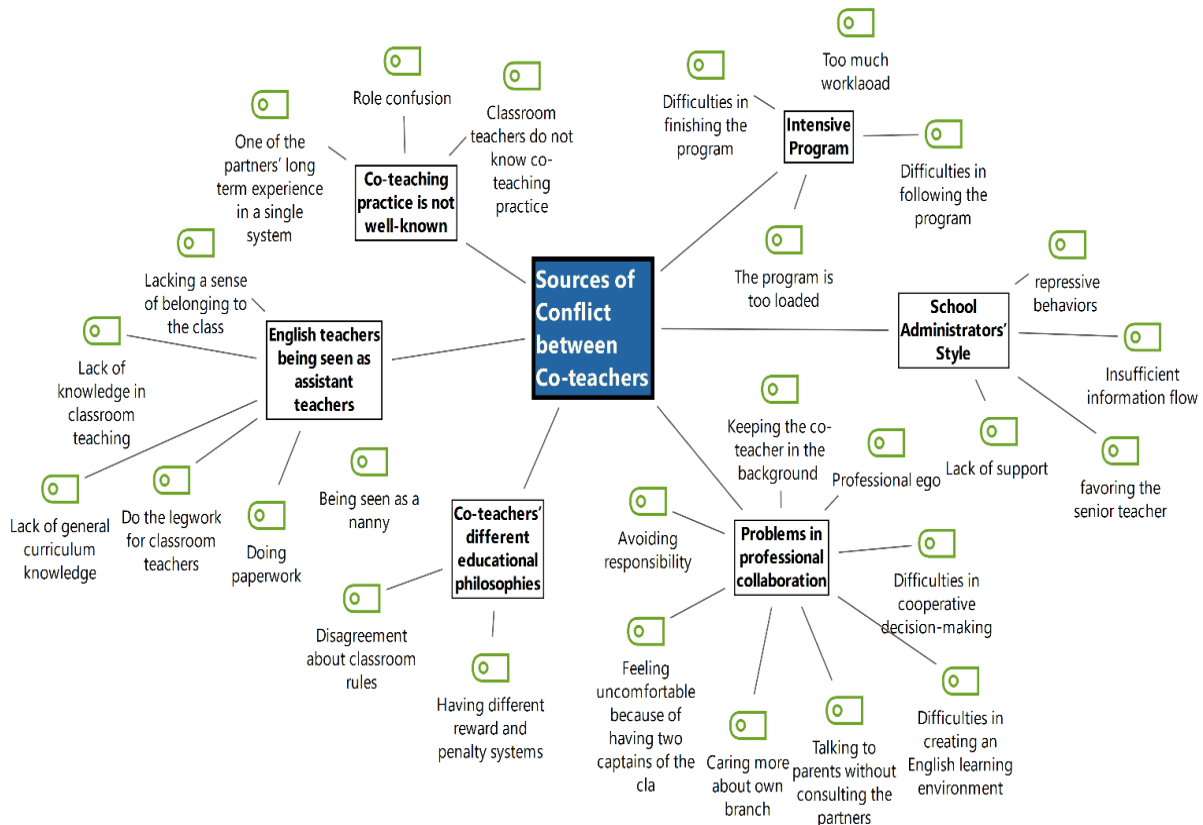 Role confusion
One of the
partners' long
term experience
in a single
system
Classroom
teachers do not
know co-
teaching
practice
Co-teaching
practice is not
well-known
Too much
worklaoad
Difficulties in
finishing the
program
Intensive
Program
Difficulties in
following the
program
The program is
too loaded
Sources of
Conflict
between
Co-teachers
Lacking a sense
of belonging to
the class
English teachers
being seen as
assistant
teachers
Lack of
knowledge in
classroom
teaching
Lack of general
curriculum
knowledge
Do the legwork
for classroom
teachers
Doing
paperwork
Being seen as a
nanny
repressive
behaviors
School
Administrators'
Style
Insufficient
information flow
Lack of support
favoring the
senior teacher
Co-teachers'
different
educational
philosophies
Disagreement
about classroom
rules
Having different
reward and
penalty systems
Keeping the co-
teacher in the
background
Professional ego
Avoiding
responsibility
Problems in
professional
collaboration
Difficulties in
cooperative
decision-making
Feeling
uncomfortable
because of
having two
captains of the
cla
Caring more
about own
branch
Talking to
parents without
consulting the
partners
Difficulties in
creating an
English learning
environment